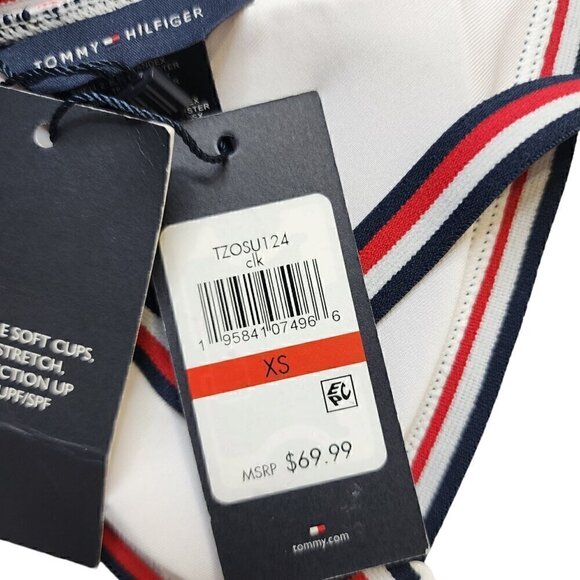 TOMMY HILFIGER
X
TZOSU124
clk
1 95841 07496 6
XS
EPC
MSRP $69.99
tommy.com
E SOFT CUPS,
STRETCH,
CTION UP
UPF/SPF